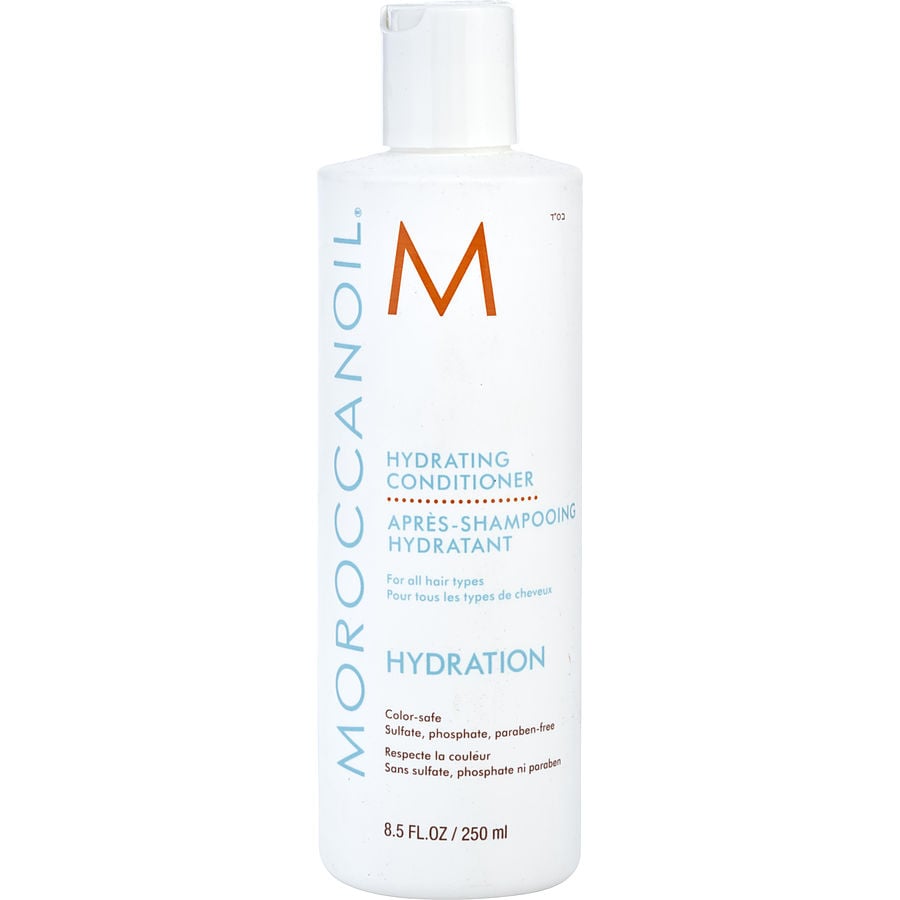 בס"ד
M
MOROCCANOIL®
HYDRATING
CONDITIONER
APRÈS-SHAMPOOING
HYDRATANT
For all hair types
Pour tous les types de cheveux
HYDRATION
Color-safe
Sulfate, phosphate, paraben-free
Respecte la couleur
Sans sulfate, phosphate ni paraben
8.5 FL.OZ / 250 ml